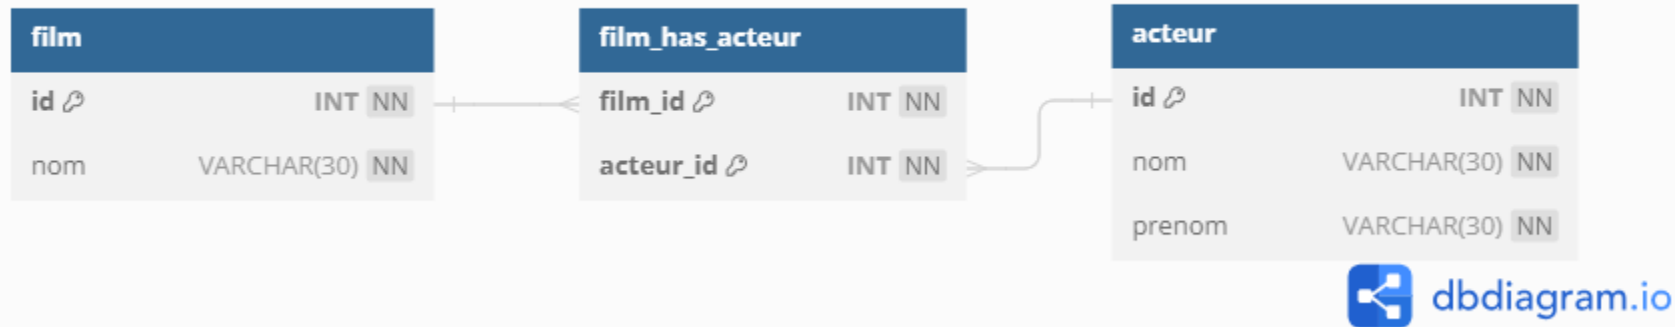 film
id INT NN
nom VARCHAR(30) NN
film_has_acteur
film_id INT NN
acteur_id INT NN
acteur
id INT NN
nom VARCHAR(30) NN
prenom VARCHAR(30) NN
dbdiagram.io